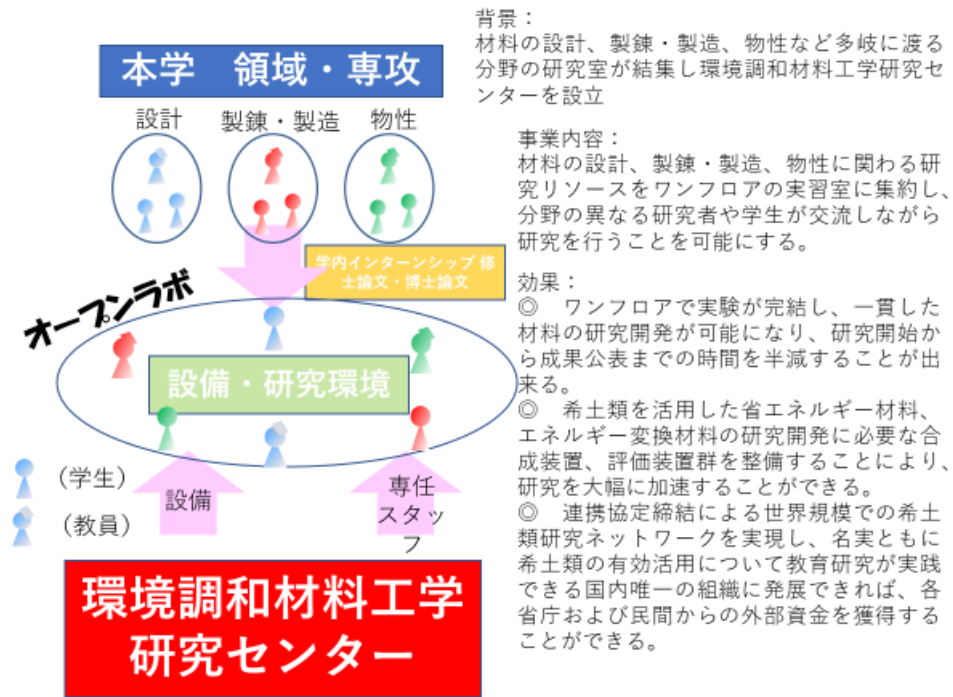 本学　領域・専攻
設計
製錬・製造
物性
学内インターンシップ 修
士論文・博士論文
オープンラボ
設備・研究環境
（学生）
（教員）
設備
専任
スタッ
フ
環境調和材料工学
研究センター
背景：
材料の設計、製錬・製造、物性など多岐に渡る
分野の研究室が結集し環境調和材料工学研究セ
ンターを設立
事業内容：
材料の設計、製錬・製造、物性に関わる研
究リソースをワンフロアの実習室に集約し、
分野の異なる研究者や学生が交流しながら
研究を行うことを可能にする。
効果：
◎　ワンフロアで実験が完結し、一貫した
材料の研究開発が可能になり、研究開始か
ら成果公表までの時間を半減することが出
来る。
◎　希土類を活用した省エネルギー材料、
エネルギー変換材料の研究開発に必要な合
成装置、評価装置群を整備することにより、
研究を大幅に加速することができる。
◎　連携協定締結による世界規模での希土
類研究ネットワークを実現し、名実ともに
希土類の有効活用について教育研究が実践
できる国内唯一の組織に発展できれば、各
省庁および民間からの外部資金を獲得する
ことができる。